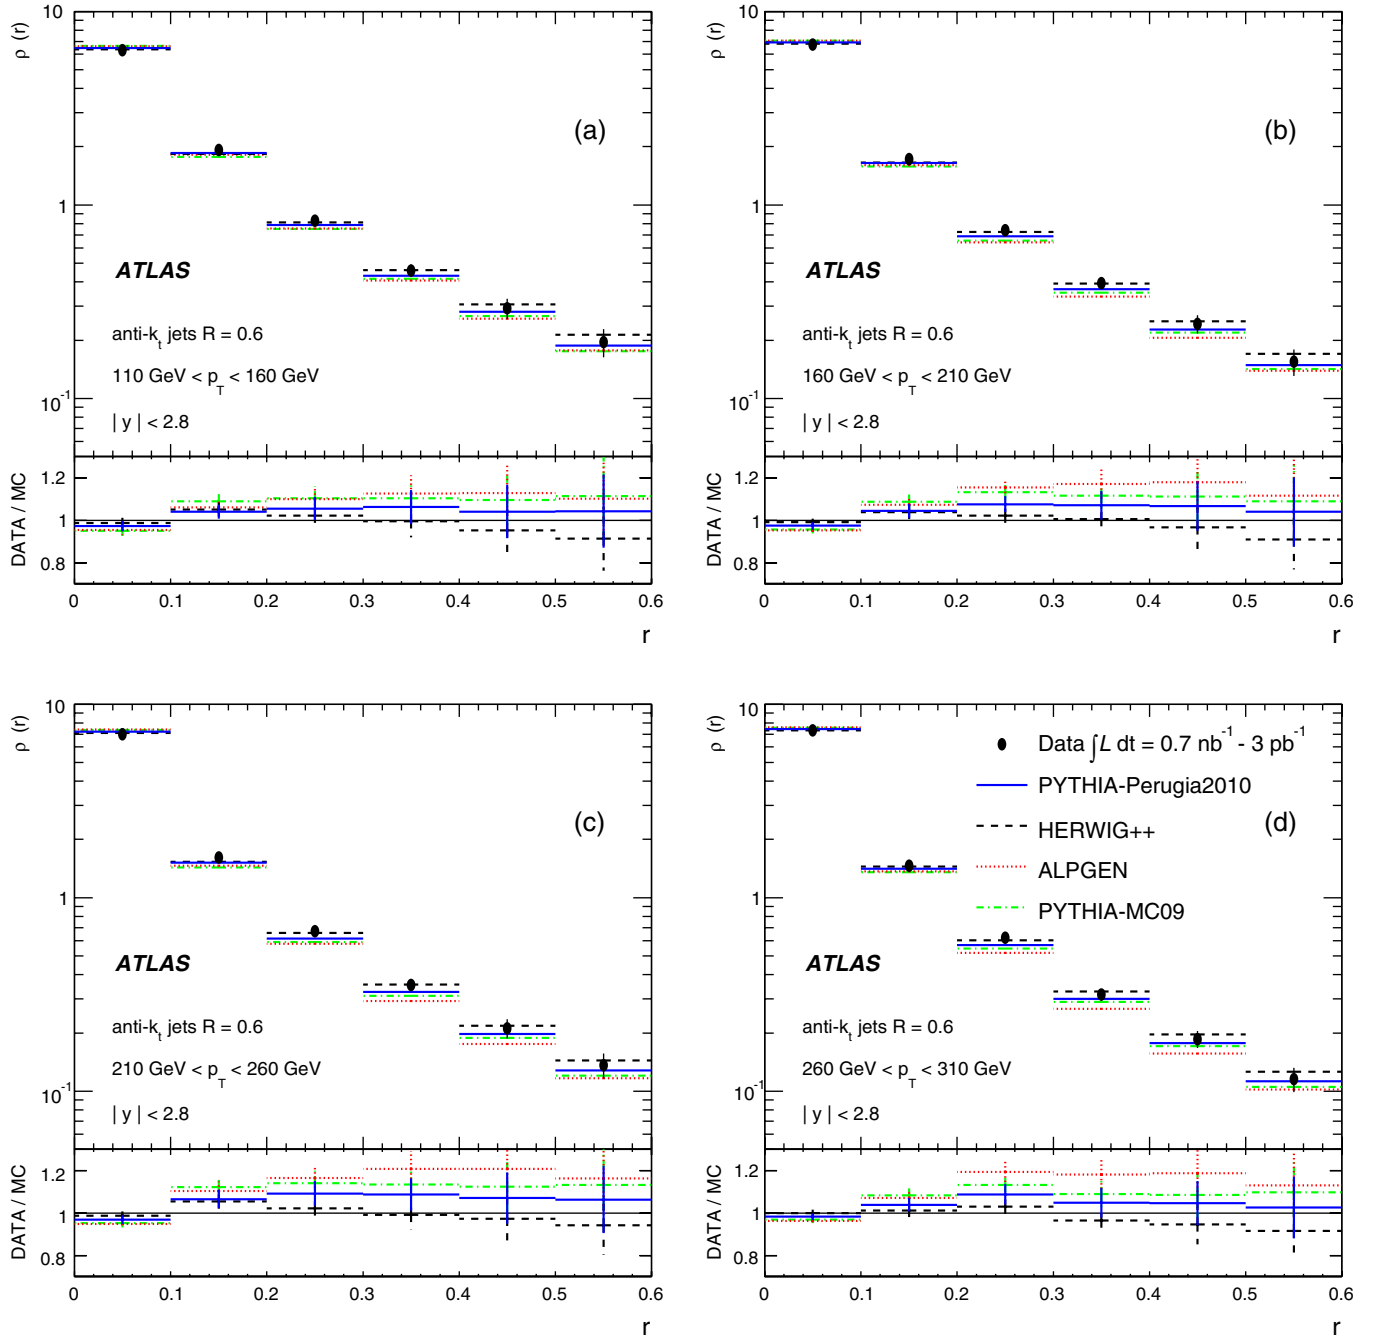 10
ρ (r)
1
10⁻¹
(a)
ATLAS
anti-kₜ jets R = 0.6
110 GeV < p_T < 160 GeV
| y | < 2.8
DATA / MC
1.2
1
0.8
0 0.1 0.2 0.3 0.4 0.5 0.6
r
10
ρ (r)
1
10⁻¹
(b)
ATLAS
anti-kₜ jets R = 0.6
160 GeV < p_T < 210 GeV
| y | < 2.8
DATA / MC
1.2
1
0.8
0 0.1 0.2 0.3 0.4 0.5 0.6
r
10
ρ (r)
1
10⁻¹
(c)
ATLAS
anti-kₜ jets R = 0.6
210 GeV < p_T < 260 GeV
| y | < 2.8
DATA / MC
1.2
1
0.8
0 0.1 0.2 0.3 0.4 0.5 0.6
r
10
ρ (r)
1
10⁻¹
Data ∫L dt = 0.7 nb⁻¹ - 3 pb⁻¹
PYTHIA-Perugia2010
HERWIG++
(d)
ALPGEN
PYTHIA-MC09
ATLAS
anti-kₜ jets R = 0.6
260 GeV < p_T < 310 GeV
| y | < 2.8
DATA / MC
1.2
1
0.8
0 0.1 0.2 0.3 0.4 0.5 0.6
r